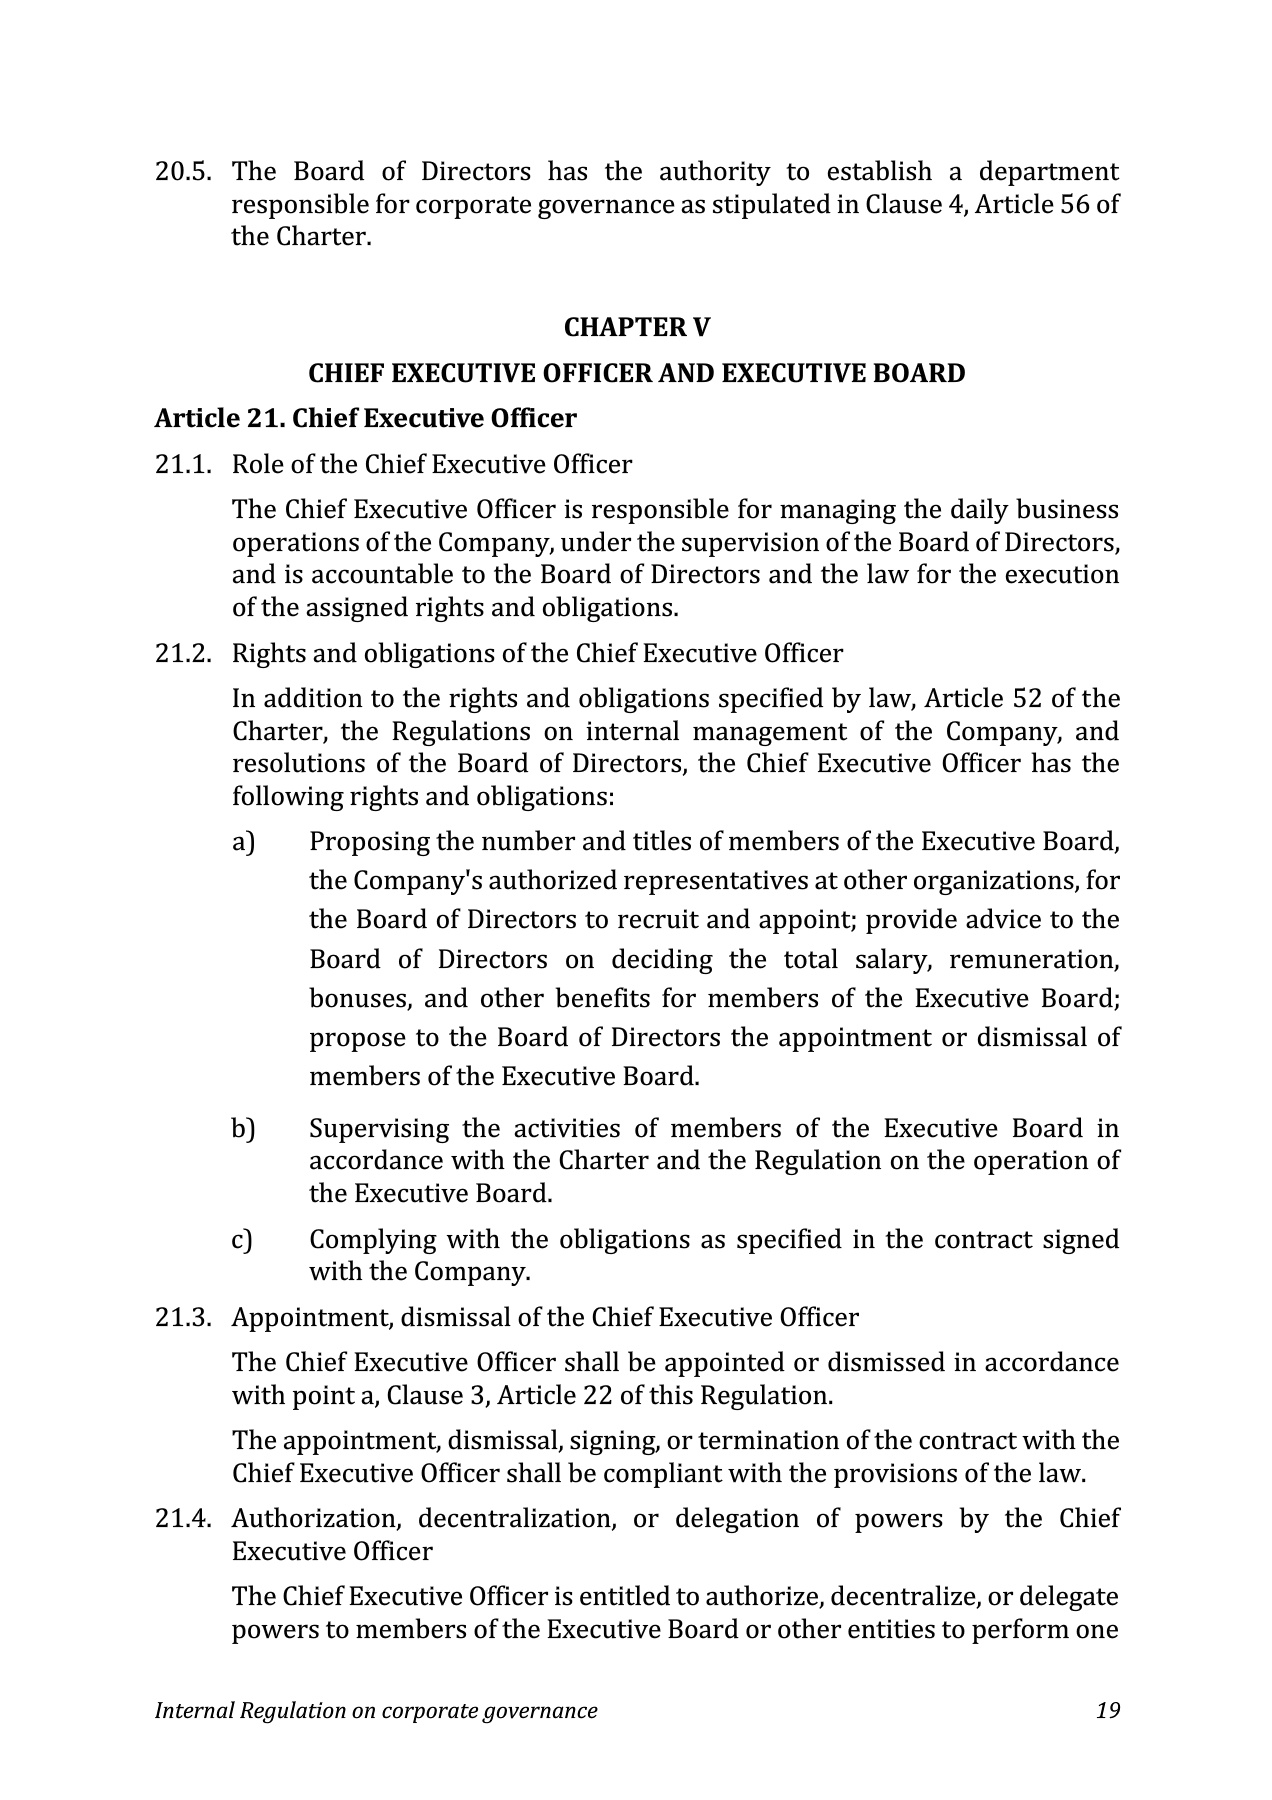 20.5. The Board of Directors has the authority to establish a department
responsible for corporate governance as stipulated in Clause 4, Article 56 of
the Charter.
CHAPTER V
CHIEF EXECUTIVE OFFICER AND EXECUTIVE BOARD
Article 21. Chief Executive Officer
21.1. Role of the Chief Executive Officer
The Chief Executive Officer is responsible for managing the daily business
operations of the Company, under the supervision of the Board of Directors,
and is accountable to the Board of Directors and the law for the execution
of the assigned rights and obligations.
21.2. Rights and obligations of the Chief Executive Officer
In addition to the rights and obligations specified by law, Article 52 of the
Charter, the Regulations on internal management of the Company, and
resolutions of the Board of Directors, the Chief Executive Officer has the
following rights and obligations:
a) Proposing the number and titles of members of the Executive Board,
the Company's authorized representatives at other organizations, for
the Board of Directors to recruit and appoint; provide advice to the
Board of Directors on deciding the total salary, remuneration,
bonuses, and other benefits for members of the Executive Board;
propose to the Board of Directors the appointment or dismissal of
members of the Executive Board.
b) Supervising the activities of members of the Executive Board in
accordance with the Charter and the Regulation on the operation of
the Executive Board.
c) Complying with the obligations as specified in the contract signed
with the Company.
21.3. Appointment, dismissal of the Chief Executive Officer
The Chief Executive Officer shall be appointed or dismissed in accordance
with point a, Clause 3, Article 22 of this Regulation.
The appointment, dismissal, signing, or termination of the contract with the
Chief Executive Officer shall be compliant with the provisions of the law.
21.4. Authorization, decentralization, or delegation of powers by the Chief
Executive Officer
The Chief Executive Officer is entitled to authorize, decentralize, or delegate
powers to members of the Executive Board or other entities to perform one
Internal Regulation on corporate governance 19